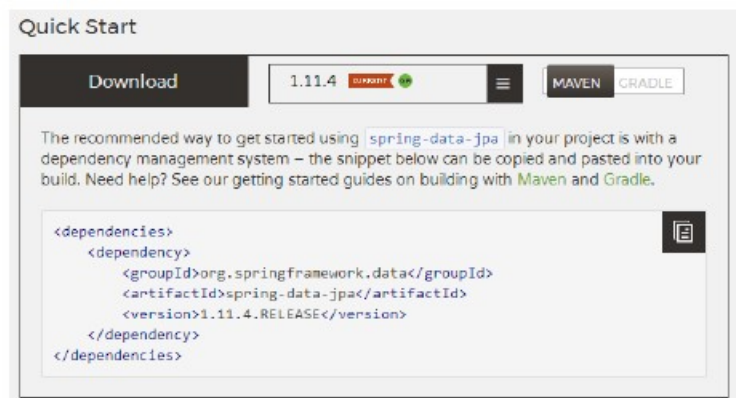 Quick Start
Download
1.11.4 CURRENT GA
MAVEN GRADLE
The recommended way to get started using spring-data-jpa in your project is with a
dependency management system – the snippet below can be copied and pasted into your
build. Need help? See our getting started guides on building with Maven and Gradle.
<dependencies>
    <dependency>
        <groupId>org.springframework.data</groupId>
        <artifactId>spring-data-jpa</artifactId>
        <version>1.11.4.RELEASE</version>
    </dependency>
</dependencies>